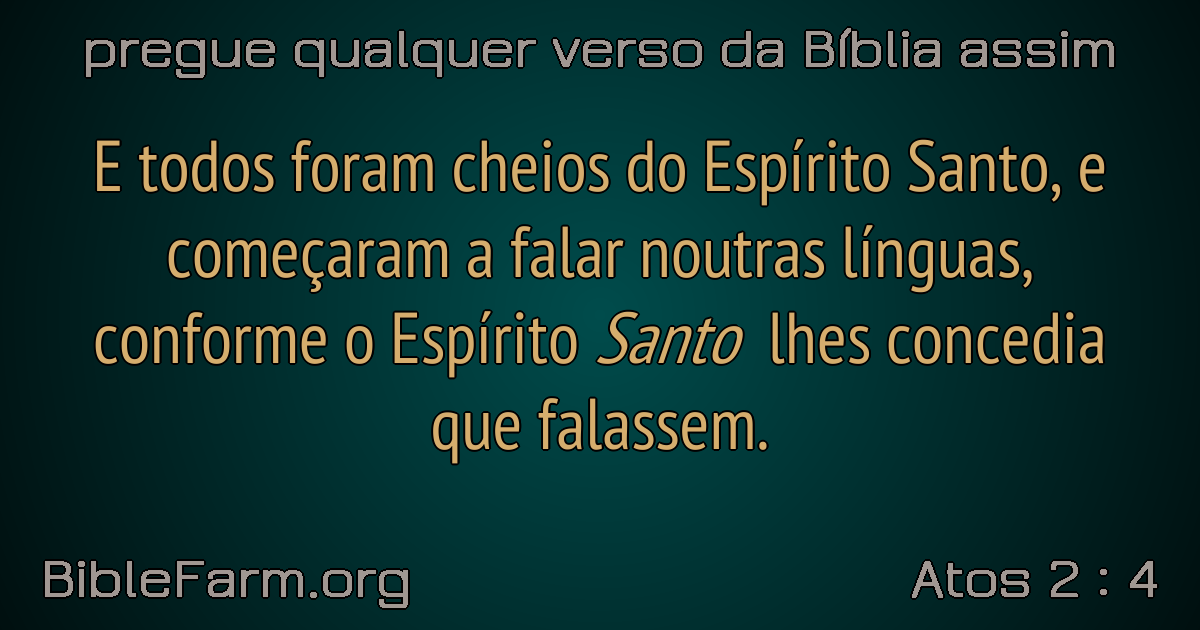 pregue qualquer verso da Bíblia assim
E todos foram cheios do Espírito Santo, e
começaram a falar noutras línguas,
conforme o Espírito Santo lhes concedia
que falassem.
BibleFarm.org
Atos 2 : 4